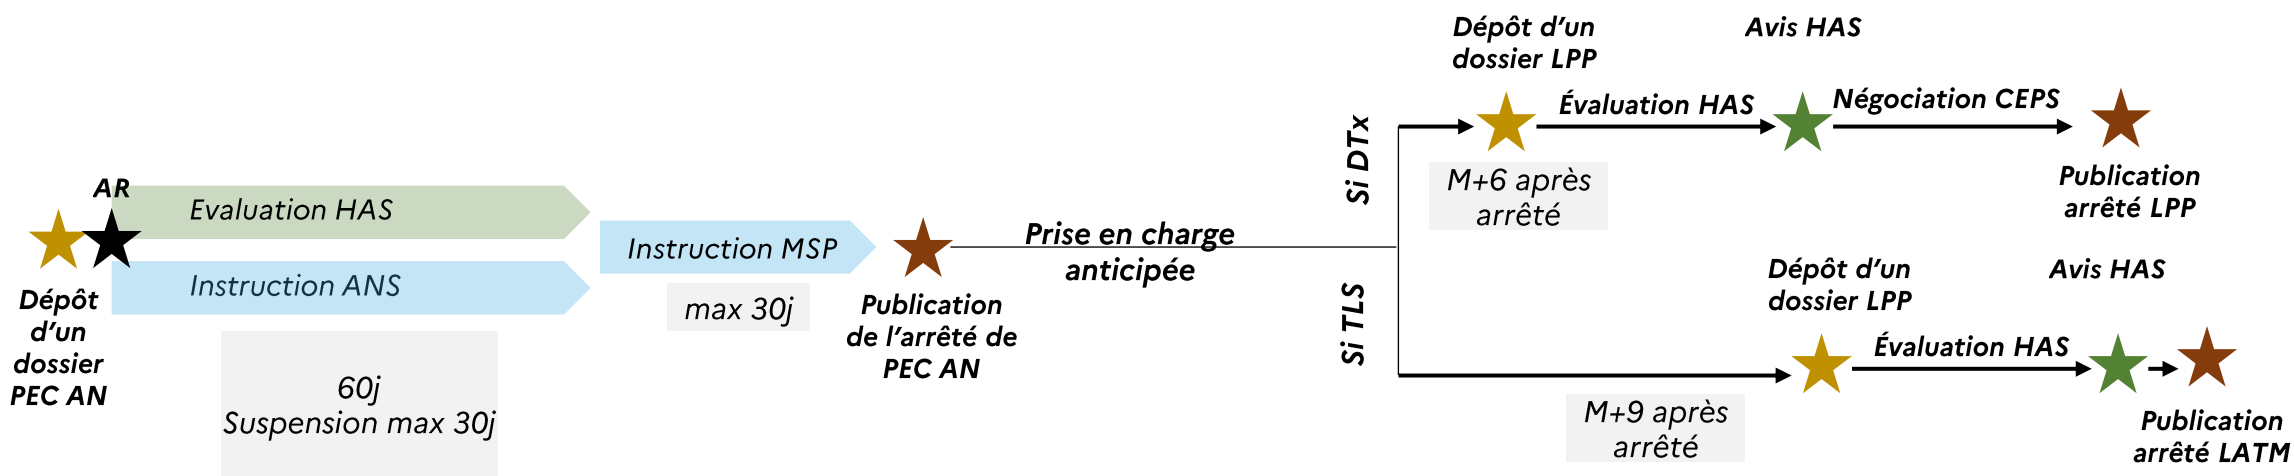 AR
Evaluation HAS
Instruction ANS
Dépôt
d'un
dossier
PEC AN
60j
Suspension max 30j
Instruction MSP
max 30j
Publication
de l'arrêté de
PEC AN
Prise en charge
anticipée
Si DTx
Dépôt d'un
dossier LPP
M+6 après
arrêté
Évaluation HAS
Avis HAS
Négociation CEPS
Publication
arrêté LPP
Si TLS
M+9 après
arrêté
Dépôt d'un
dossier LPP
Évaluation HAS
Avis HAS
Publication
arrêté LATM